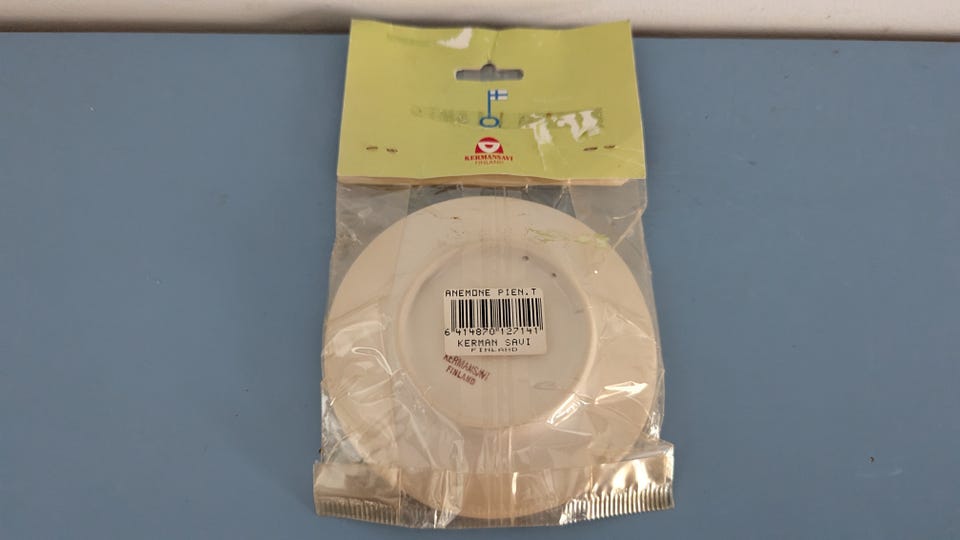 KERMANSAVI
FINLAND
ANEMONE PIEN.T
6 414870 127141
KERMAN SAVI
FINLAND
KERMANSAVI
FINLAND